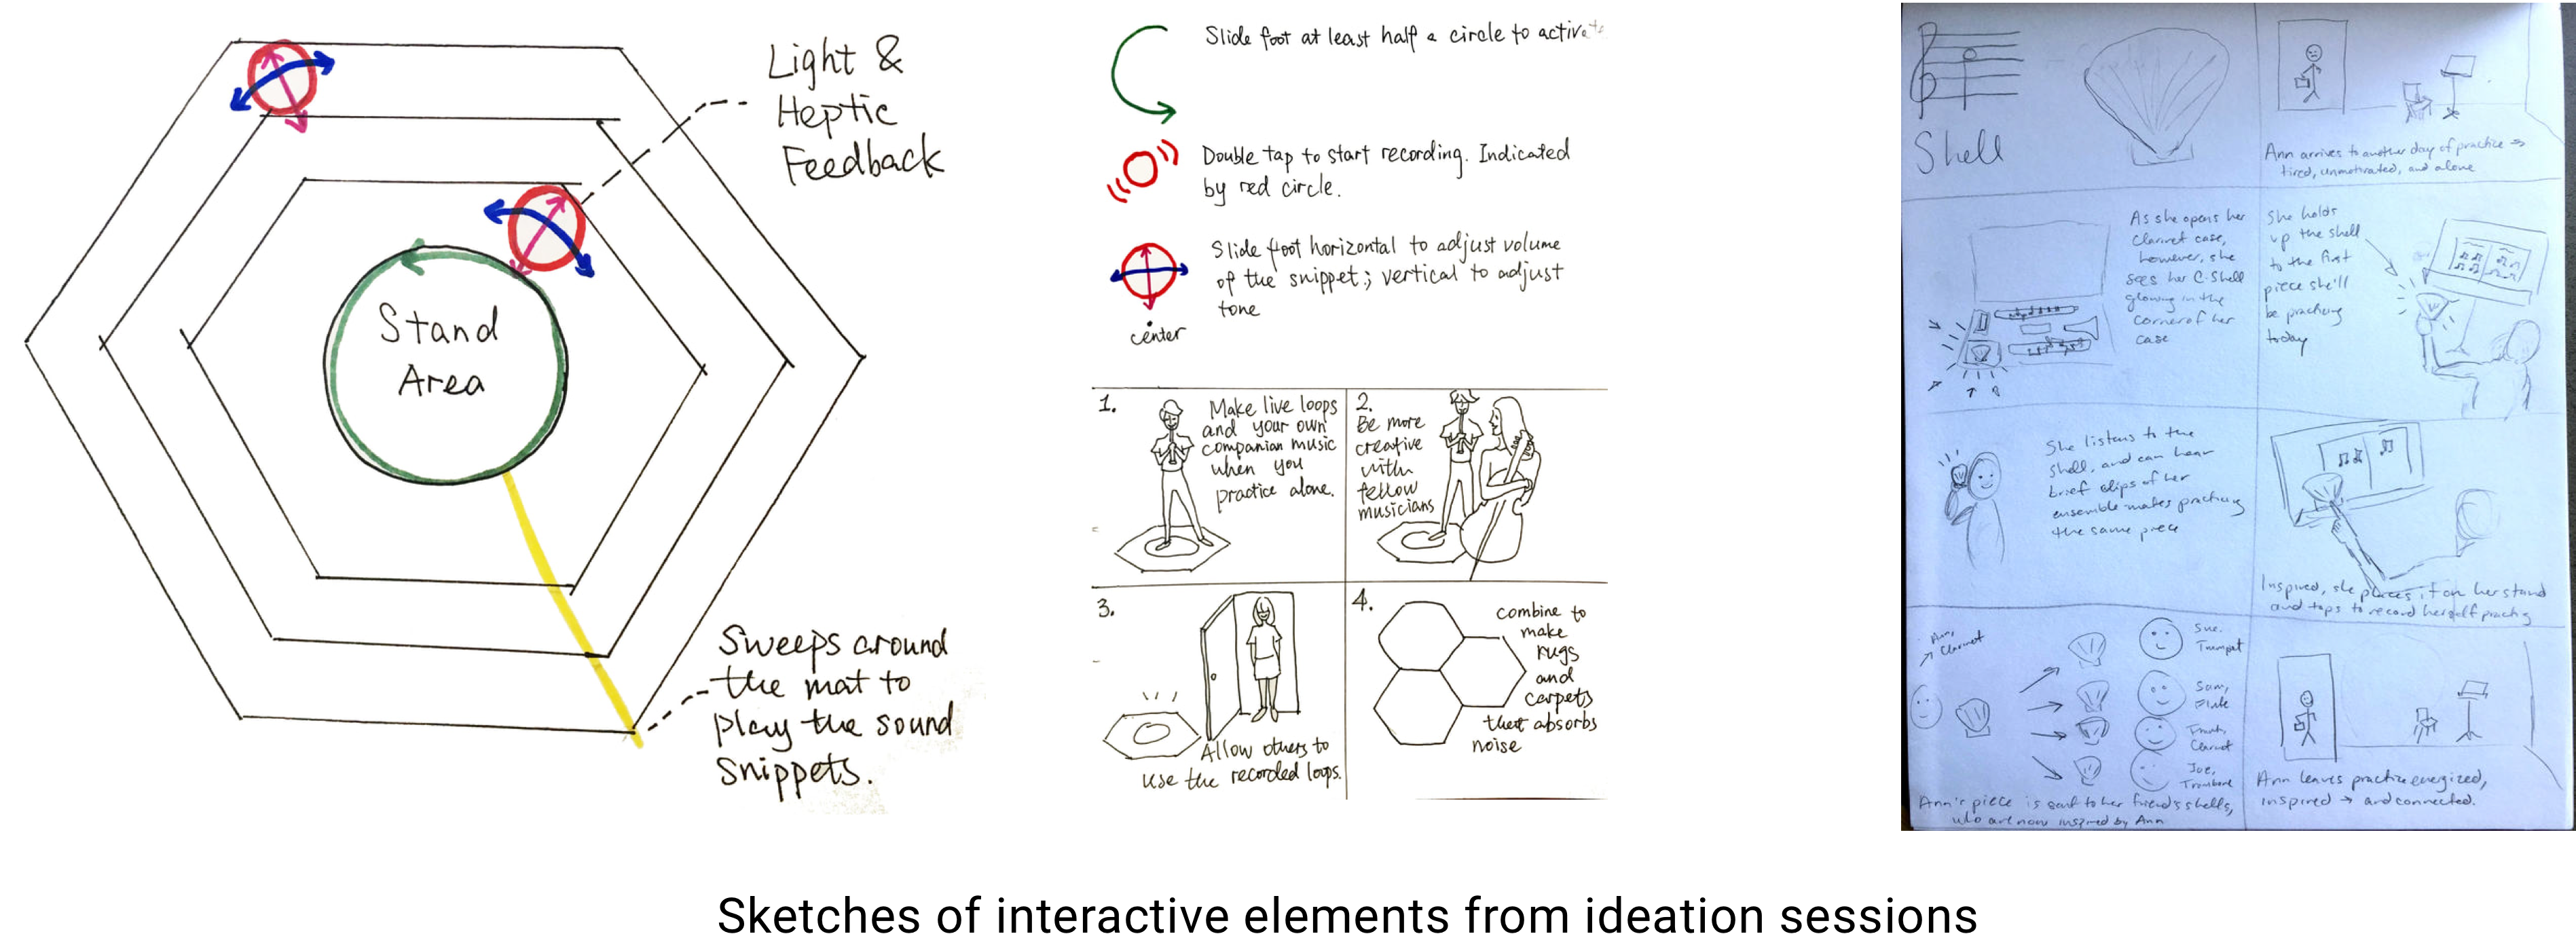 Light &
Heptic
Feedback
Stand
Area
Sweeps around
the mat to
play the sound
snippets.
Slide foot at least half a circle to activate
Double tap to start recording. Indicated
by red circle.
Slide foot horizontal to adjust volume
of the snippet; vertical to adjust
tone
center
1.
Make live loops
and your own
companion music
when you
practice alone.
2.
Be more
creative
with
fellow
musicians
3.
Allow others to
use the recorded loops.
4.
combine to
make
rugs
and
carpets
that absorbs
noise
Shell
Ann arrives to another day of practice →
tired, unmotivated, and alone
As she opens her
Clarinet case,
however, she
sees her C-Shell
glowing in the
corner of her
case
She holds
up the shell
to the first
piece she'll
be practicing
today
She listens to the
shell, and can hear
brief clips of her
ensemble mates practicing
the same piece
Inspired, she places it on her stand
and taps to record herself practicing
Ann,
Clarinet
Sue,
Trumpet
Sam,
Flute
Frank,
Clarinet
Joe,
Trombone
Ann's piece is sent to her friend's shells,
who are now inspired by Ann
Ann leaves practice energized,
inspired → and connected.
Sketches of interactive elements from ideation sessions